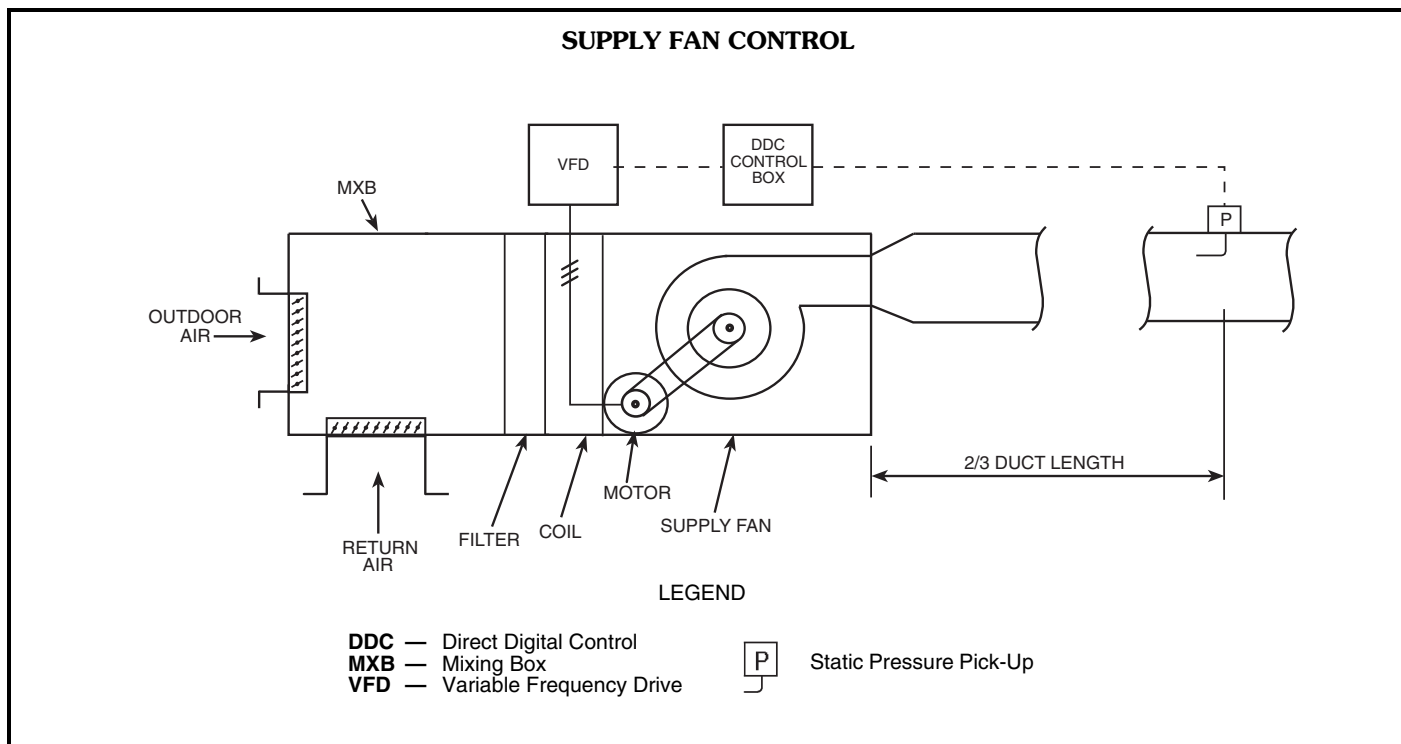 SUPPLY FAN CONTROL
VFD
DDC
CONTROL
BOX
MXB
P
OUTDOOR
AIR
2/3 DUCT LENGTH
MOTOR
SUPPLY FAN
COIL
FILTER
RETURN
AIR
LEGEND
DDC — Direct Digital Control
MXB — Mixing Box
VFD — Variable Frequency Drive
P Static Pressure Pick-Up